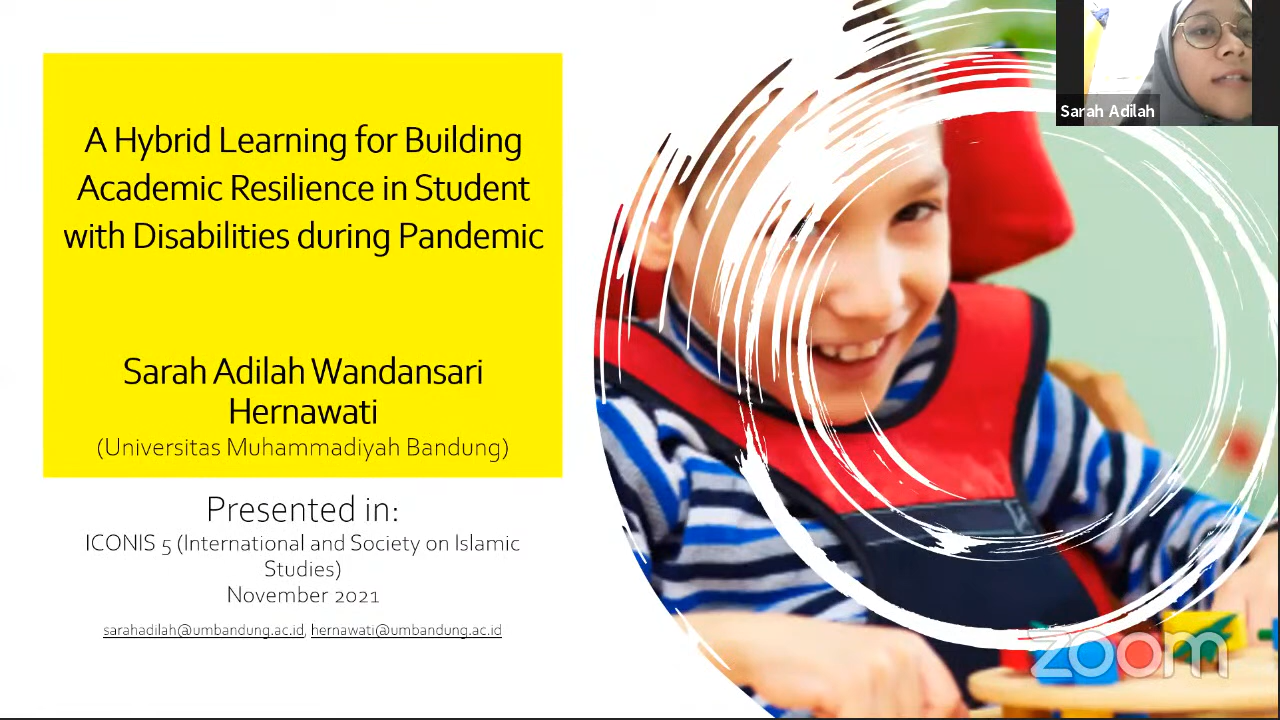 A Hybrid Learning for Building
Academic Resilience in Student
with Disabilities during Pandemic
Sarah Adilah Wandansari
Hernawati
(Universitas Muhammadiyah Bandung)
Presented in:
ICONIS 5 (International and Society on Islamic
Studies)
November 2021
sarahadilah@umbandung.ac.id, hernawati@umbandung.ac.id
Sarah Adilah
zoom